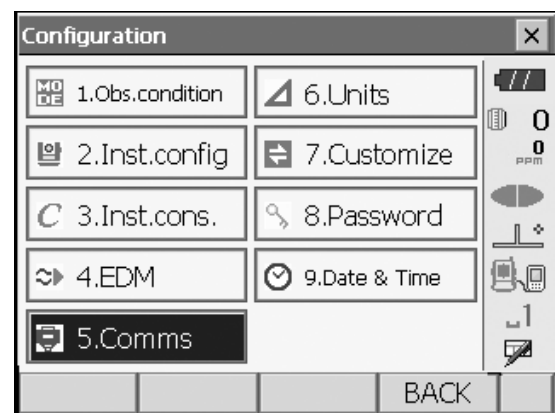 Configuration
MODE 1.Obs.condition
2.Inst.config
C 3.Inst.cons.
4.EDM
5.Comms
6.Units
7.Customize
8.Password
9.Date & Time
0
0
ppm
1
BACK